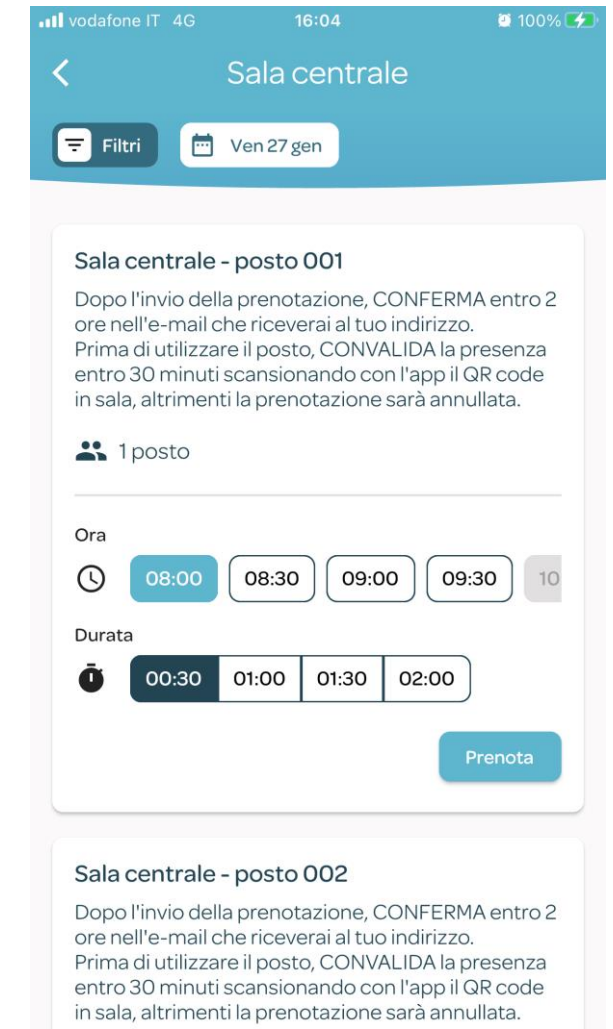 vodafone IT 4G 16:04 100%
Sala centrale
Filtri Ven 27 gen
Sala centrale - posto 001
Dopo l'invio della prenotazione, CONFERMA entro 2
ore nell'e-mail che riceverai al tuo indirizzo.
Prima di utilizzare il posto, CONVALIDA la presenza
entro 30 minuti scansionando con l'app il QR code
in sala, altrimenti la prenotazione sarà annullata.
1 posto
Ora
08:00 08:30 09:00 09:30 10
Durata
00:30 01:00 01:30 02:00
Prenota
Sala centrale - posto 002
Dopo l'invio della prenotazione, CONFERMA entro 2
ore nell'e-mail che riceverai al tuo indirizzo.
Prima di utilizzare il posto, CONVALIDA la presenza
entro 30 minuti scansionando con l'app il QR code
in sala, altrimenti la prenotazione sarà annullata.